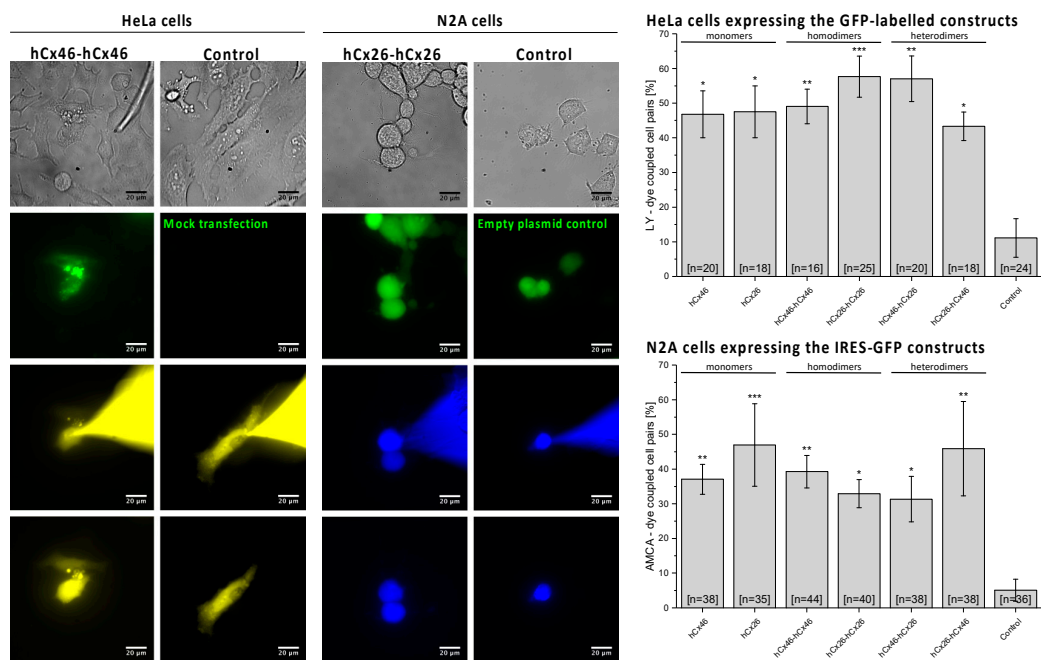 HeLa cells
N2A cells
hCx46-hCx46
Control
hCx26-hCx26
Control
20 µm
20 µm
20 µm
20 µm
Mock transfection
Empty plasmid control
20 µm
20 µm
20 µm
20 µm
20 µm
20 µm
20 µm
20 µm
20 µm
20 µm
20 µm
20 µm
HeLa cells expressing the GFP-labelled constructs
monomers
homodimers
heterodimers
LY - dye coupled cell pairs [%]
70
60
50
40
30
20
10
0
*
*
**
***
**
*
[n=20]
[n=18]
[n=16]
[n=25]
[n=20]
[n=18]
[n=24]
hCx46
hCx26
hCx46-hCx46
hCx26-hCx26
hCx46-hCx26
hCx26-hCx46
Control
N2A cells expressing the IRES-GFP constructs
monomers
homodimers
heterodimers
AMCA - dye coupled cell pairs [%]
70
60
50
40
30
20
10
0
**
***
**
*
*
**
[n=38]
[n=35]
[n=44]
[n=40]
[n=38]
[n=38]
[n=36]
hCx46
hCx26
hCx46-hCx46
hCx26-hCx26
hCx46-hCx26
hCx26-hCx46
Control